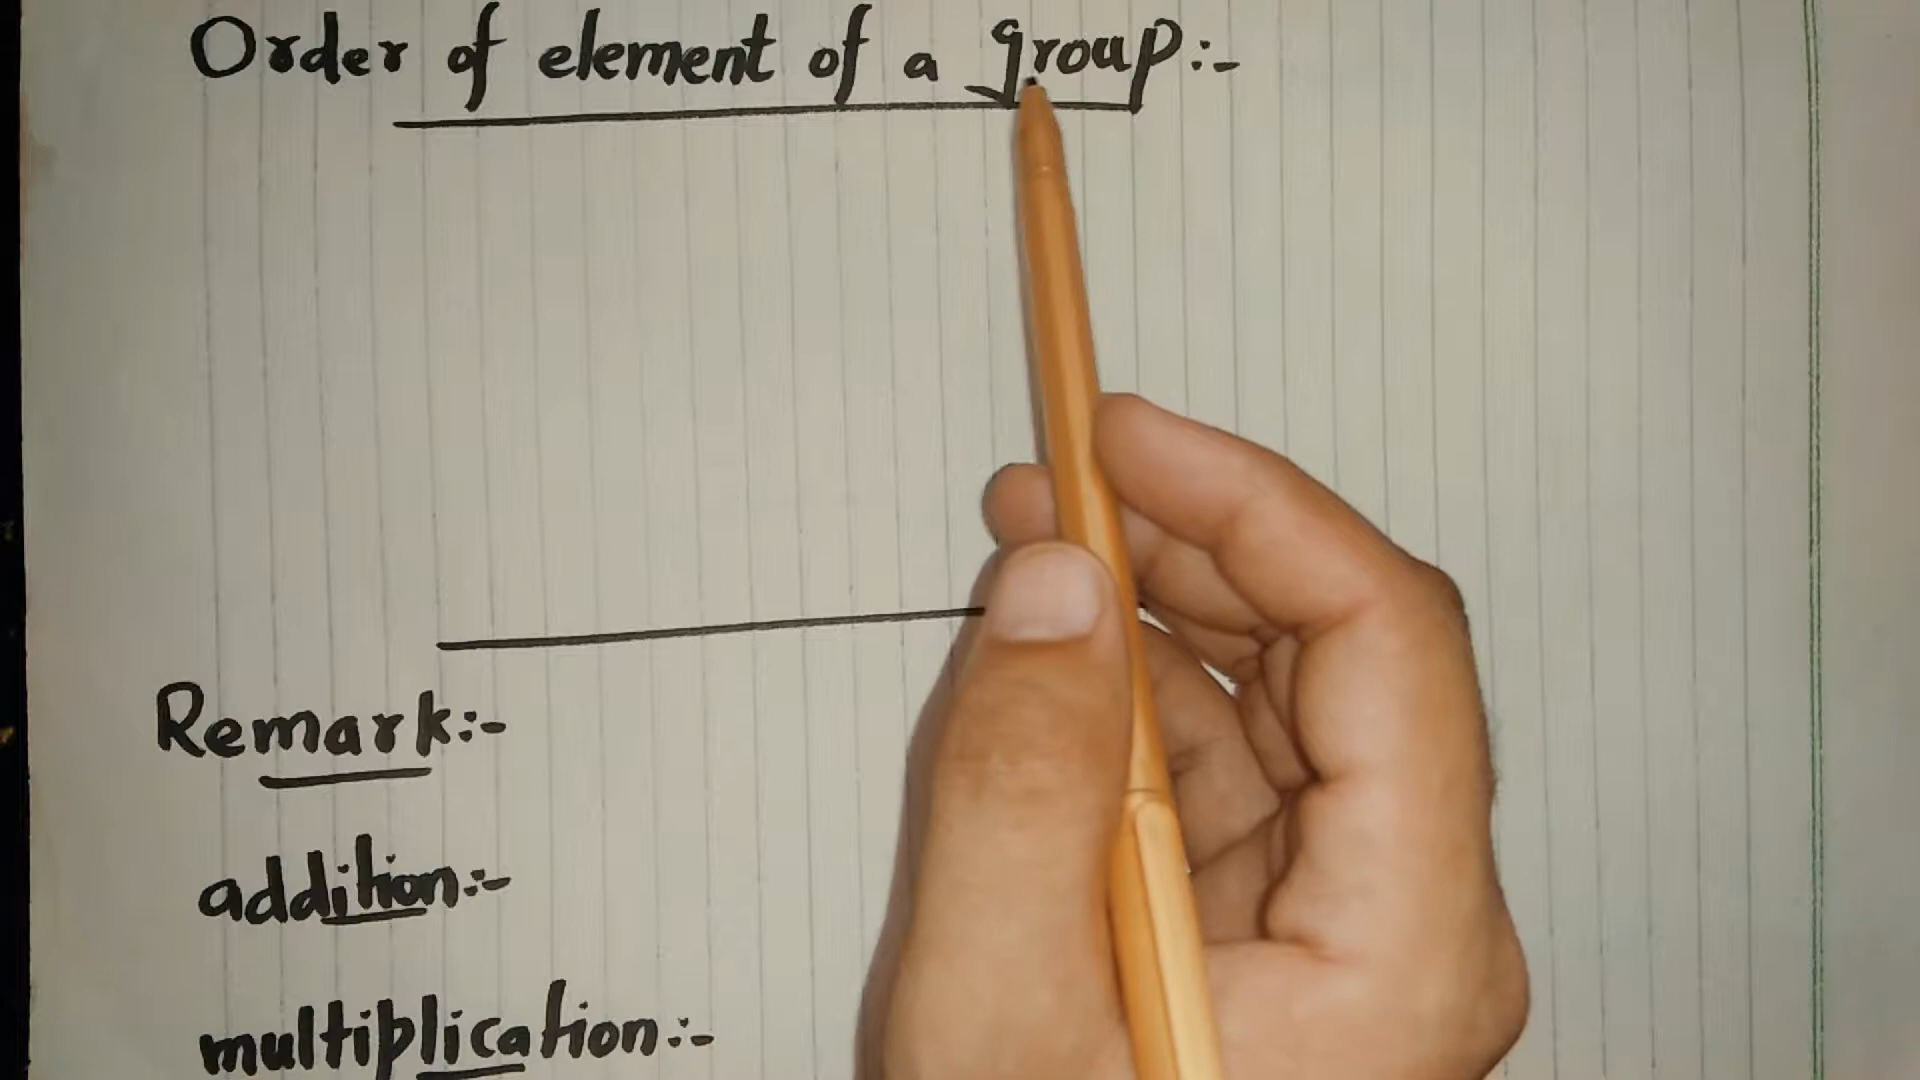 Order of element of a group:-
Remark:-
addition:-
multiplication:-